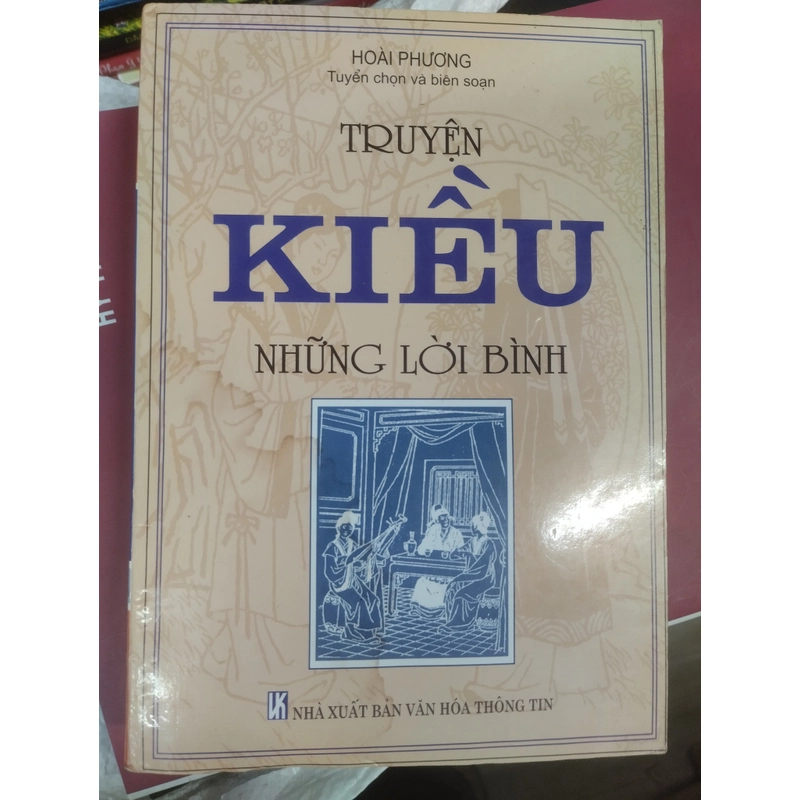 HOÀI PHƯƠNG
Tuyển chọn và biên soạn
TRUYỆN
KIỀU
NHỮNG LỜI BÌNH
VK NHÀ XUẤT BẢN VĂN HÓA THÔNG TIN